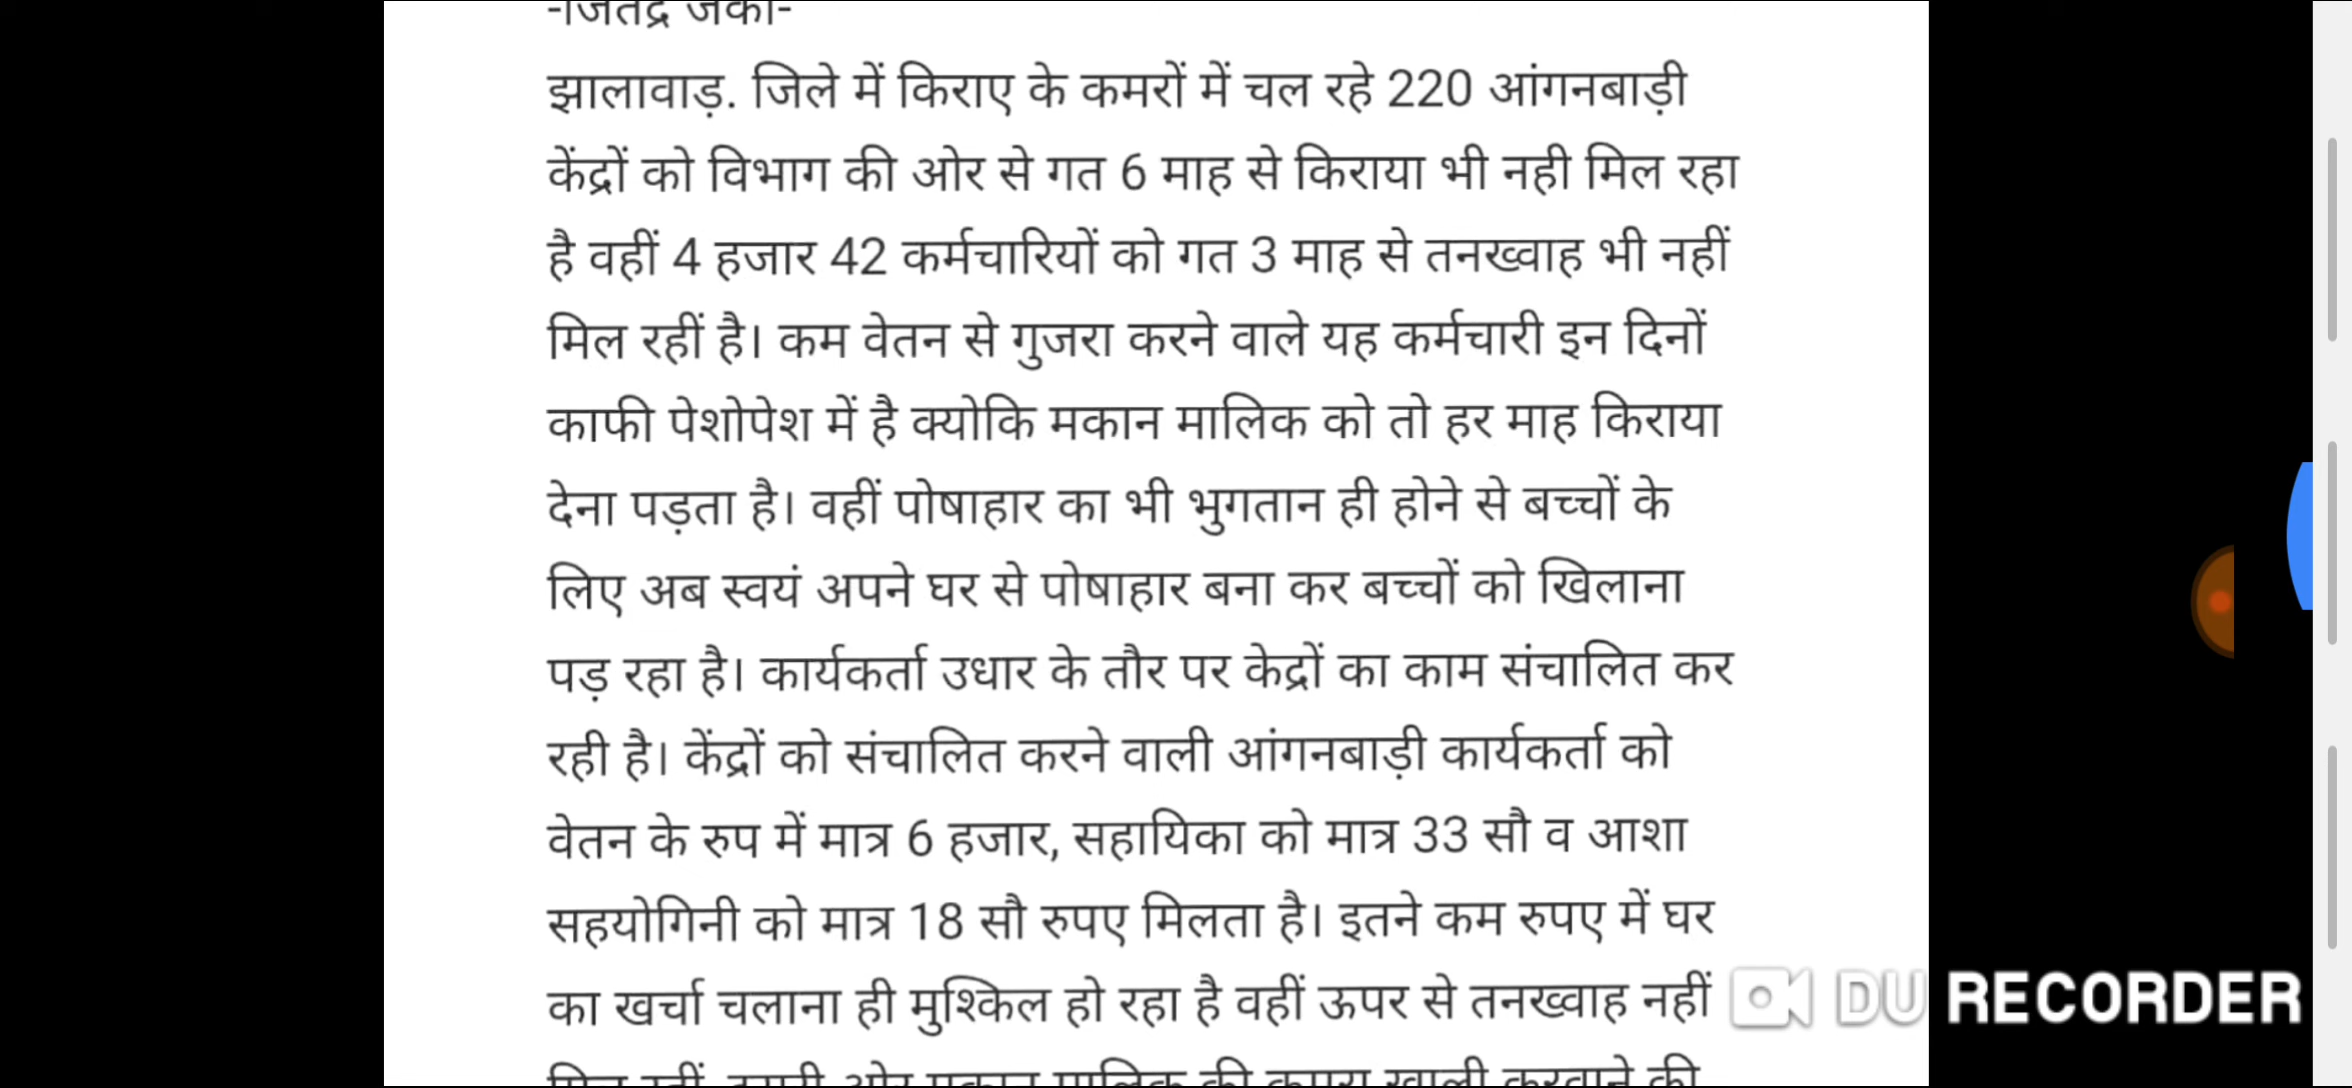 -जितेंद्र जैकी-
झालावाड़. जिले में किराए के कमरों में चल रहे 220 आंगनबाड़ी
केंद्रों को विभाग की ओर से गत 6 माह से किराया भी नही मिल रहा
है वहीं 4 हजार 42 कर्मचारियों को गत 3 माह से तनख्वाह भी नहीं
मिल रहीं है। कम वेतन से गुजरा करने वाले यह कर्मचारी इन दिनों
काफी पेशोपेश में है क्योकि मकान मालिक को तो हर माह किराया
देना पड़ता है। वहीं पोषाहार का भी भुगतान ही होने से बच्चों के
लिए अब स्वयं अपने घर से पोषाहार बना कर बच्चों को खिलाना
पड़ रहा है। कार्यकर्ता उधार के तौर पर केद्रों का काम संचालित कर
रही है। केंद्रों को संचालित करने वाली आंगनबाड़ी कार्यकर्ता को
वेतन के रुप में मात्र 6 हजार, सहायिका को मात्र 33 सौ व आशा
सहयोगिनी को मात्र 18 सौ रुपए मिलता है। इतने कम रुपए में घर
का खर्चा चलाना ही मुश्किल हो रहा है वहीं ऊपर से तनख्वाह नहीं
DU RECORDER